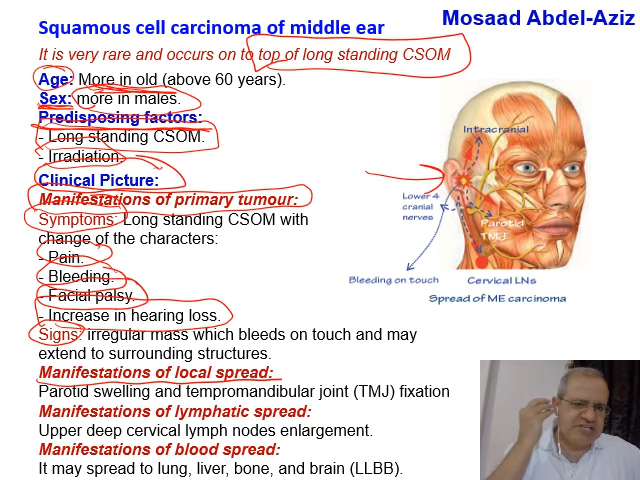 Squamous cell carcinoma of middle ear
Mosaad Abdel-Aziz
It is very rare and occurs on to top of long standing CSOM
Age: More in old (above 60 years).
Sex: more in males.
Predisposing factors:
- Long standing CSOM.
- Irradiation.
Clinical Picture:
Manifestations of primary tumour:
Symptoms: Long standing CSOM with
change of the characters:
- Pain.
- Bleeding.
- Facial palsy.
- Increase in hearing loss.
Signs: irregular mass which bleeds on touch and may
extend to surrounding structures.
Manifestations of local spread:
Parotid swelling and tempromandibular joint (TMJ) fixation
Manifestations of lymphatic spread:
Upper deep cervical lymph nodes enlargement.
Manifestations of blood spread:
It may spread to lung, liver, bone, and brain (LLBB).
Intracranial
Lower 4
cranial
nerves
Parotid
TMJ
Bleeding on touch
Cervical LNs
Spread of ME carcinoma